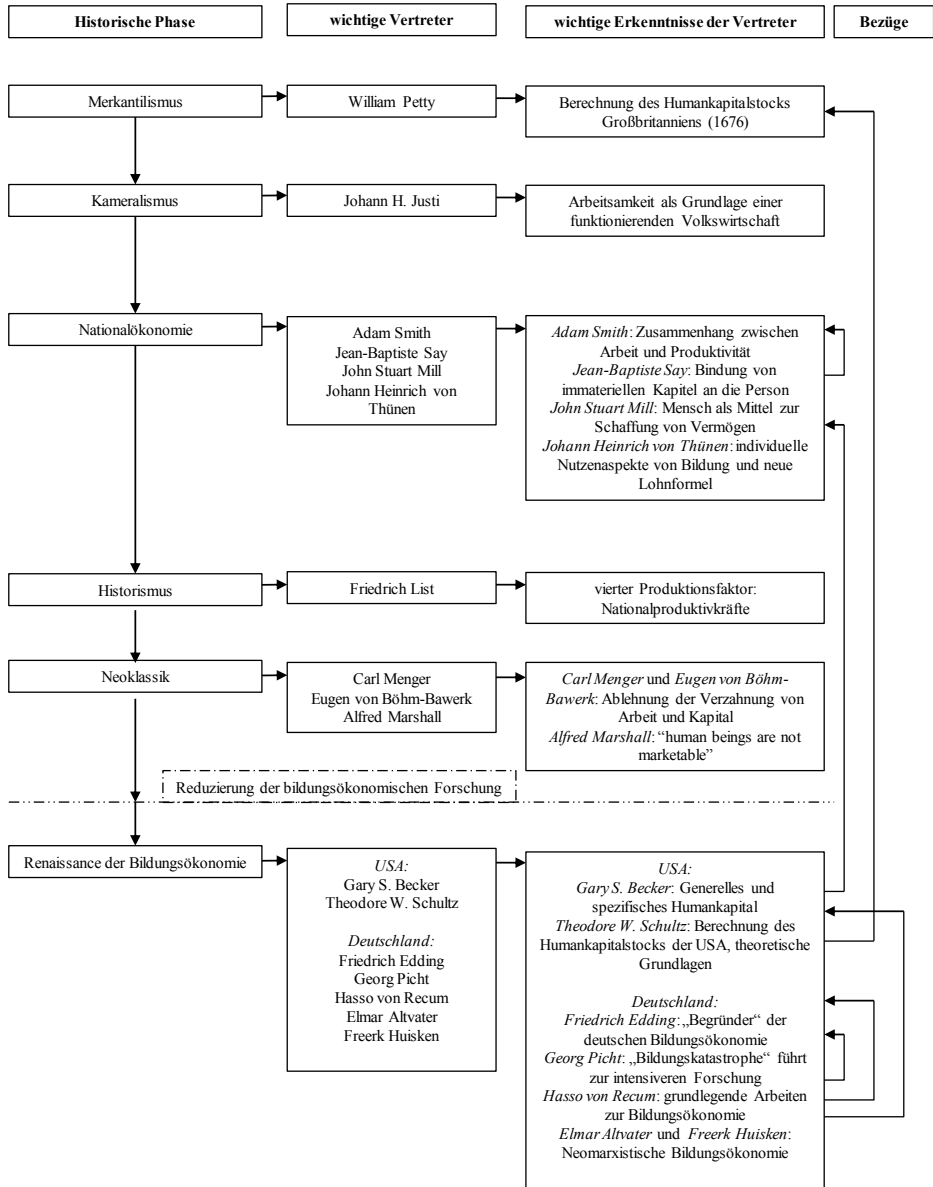 Historische Phase
wichtige Vertreter
wichtige Erkenntnisse der Vertreter
Bezüge
Merkantilismus
William Petty
Berechnung des Humankapitalstocks
Großbritanniens (1676)
Kameralismus
Johann H. Justi
Arbeitsamkeit als Grundlage einer
funktionierenden Volkswirtschaft
Nationalökonomie
Adam Smith
Jean-Baptiste Say
John Stuart Mill
Johann Heinrich von
Thünen
Adam Smith: Zusammenhang zwischen
Arbeit und Produktivität
Jean-Baptiste Say: Bindung von
immateriellen Kapitel an die Person
John Stuart Mill: Mensch als Mittel zur
Schaffung von Vermögen
Johann Heinrich von Thünen: individuelle
Nutzenaspekte von Bildung und neue
Lohnformel
Historismus
Friedrich List
vierter Produktionsfaktor:
Nationalproduktivkräfte
Neoklassik
Carl Menger
Eugen von Böhm-Bawerk
Alfred Marshall
Carl Menger und Eugen von Böhm-
Bawerk: Ablehnung der Verzahnung von
Arbeit und Kapital
Alfred Marshall: “human beings are not
marketable”
Reduzierung der bildungsökonomischen Forschung
Renaissance der Bildungsökonomie
USA:
Gary S. Becker
Theodore W. Schultz
Deutschland:
Friedrich Edding
Georg Picht
Hasso von Recum
Elmar Altvater
Freerk Huisken
USA:
Gary S. Becker: Generelles und
spezifisches Humankapital
Theodore W. Schultz: Berechnung des
Humankapitalstocks der USA, theoretische
Grundlagen
Deutschland:
Friedrich Edding: „Begründer“ der
deutschen Bildungsökonomie
Georg Picht: „Bildungskatastrophe“ führt
zur intensiveren Forschung
Hasso von Recum: grundlegende Arbeiten
zur Bildungsökonomie
Elmar Altvater und Freerk Huisken:
Neomarxistische Bildungsökonomie